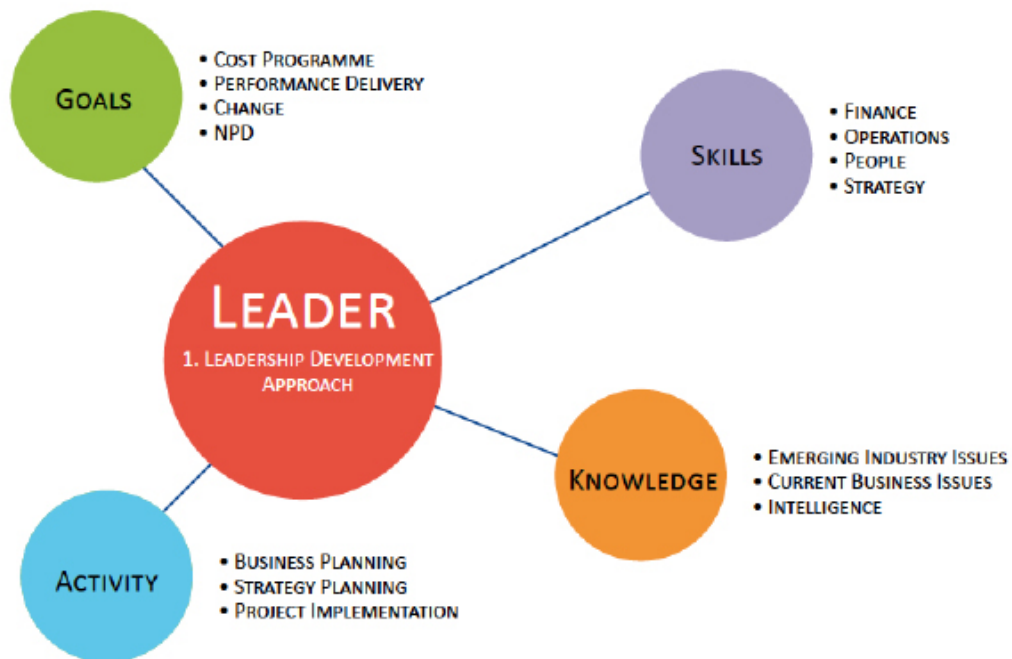 GOALS
• COST PROGRAMME
• PERFORMANCE DELIVERY
• CHANGE
• NPD
SKILLS
• FINANCE
• OPERATIONS
• PEOPLE
• STRATEGY
LEADER
1. LEADERSHIP DEVELOPMENT
APPROACH
KNOWLEDGE
• EMERGING INDUSTRY ISSUES
• CURRENT BUSINESS ISSUES
• INTELLIGENCE
ACTIVITY
• BUSINESS PLANNING
• STRATEGY PLANNING
• PROJECT IMPLEMENTATION